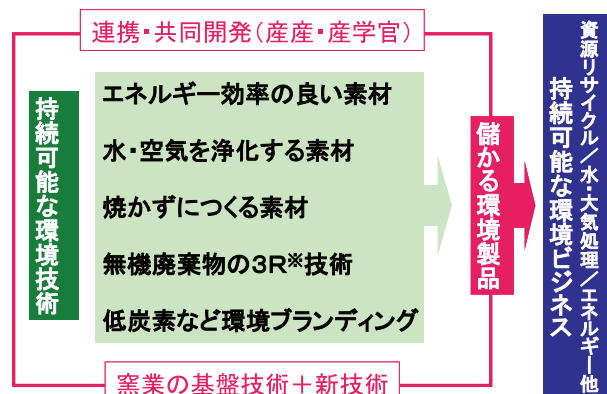 連携・共同開発（産産・産学官）
持続可能な環境技術
エネルギー効率の良い素材
水・空気を浄化する素材
焼かずにつくる素材
無機廃棄物の3R※技術
低炭素など環境ブランディング
儲かる環境製品
資源リサイクル／水・大気処理／エネルギー他
持続可能な環境ビジネス
窯業の基盤技術＋新技術